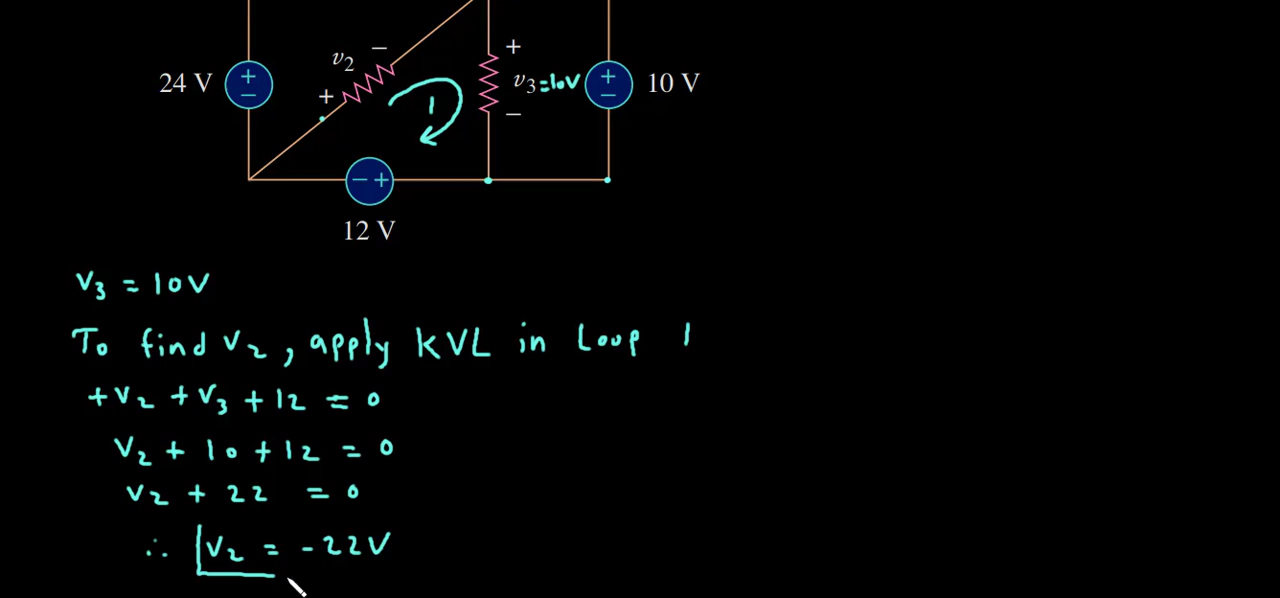 v2
24 V
v3 =10V
10 V
12 V
1
V3 = 10V
To find V2, apply KVL in Loop 1
+V2 + V3 + 12 = 0
V2 + 10 + 12 = 0
V2 + 22 = 0
∴ V2 = -22V